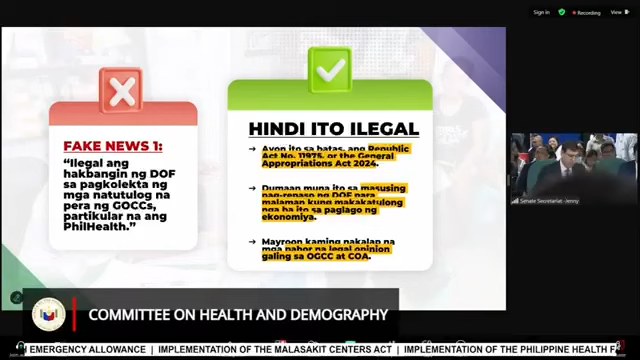 Sign in
Recording
View
FAKE NEWS 1:
“Ilegal ang
hakbangin ng DOF
sa pagkolekta ng
mga natutulog na
pera ng GOCCs,
partikular na ang
PhilHealth.”
HINDI ITO ILEGAL
→ Ayon ito sa batas, ang Republic
Act No. 11975, or the General
Appropriations Act 2024.
→ Dumaan muna ito sa masusing
pag-repaso ng DOF para
malaman kung makakatulong
nga ba ito sa paglago ng
ekonomiya.
→ Mayroon kaming nakalap na
mga pabor na legal opinion
galing sa OGCC at COA.
Senate Secretariat -Jenny
COMMITTEE ON HEALTH AND DEMOGRAPHY
H EMERGENCY ALLOWANCE | IMPLEMENTATION OF THE MALASAKIT CENTERS ACT | IMPLEMENTATION OF THE PHILIPPINE HEALTH FA